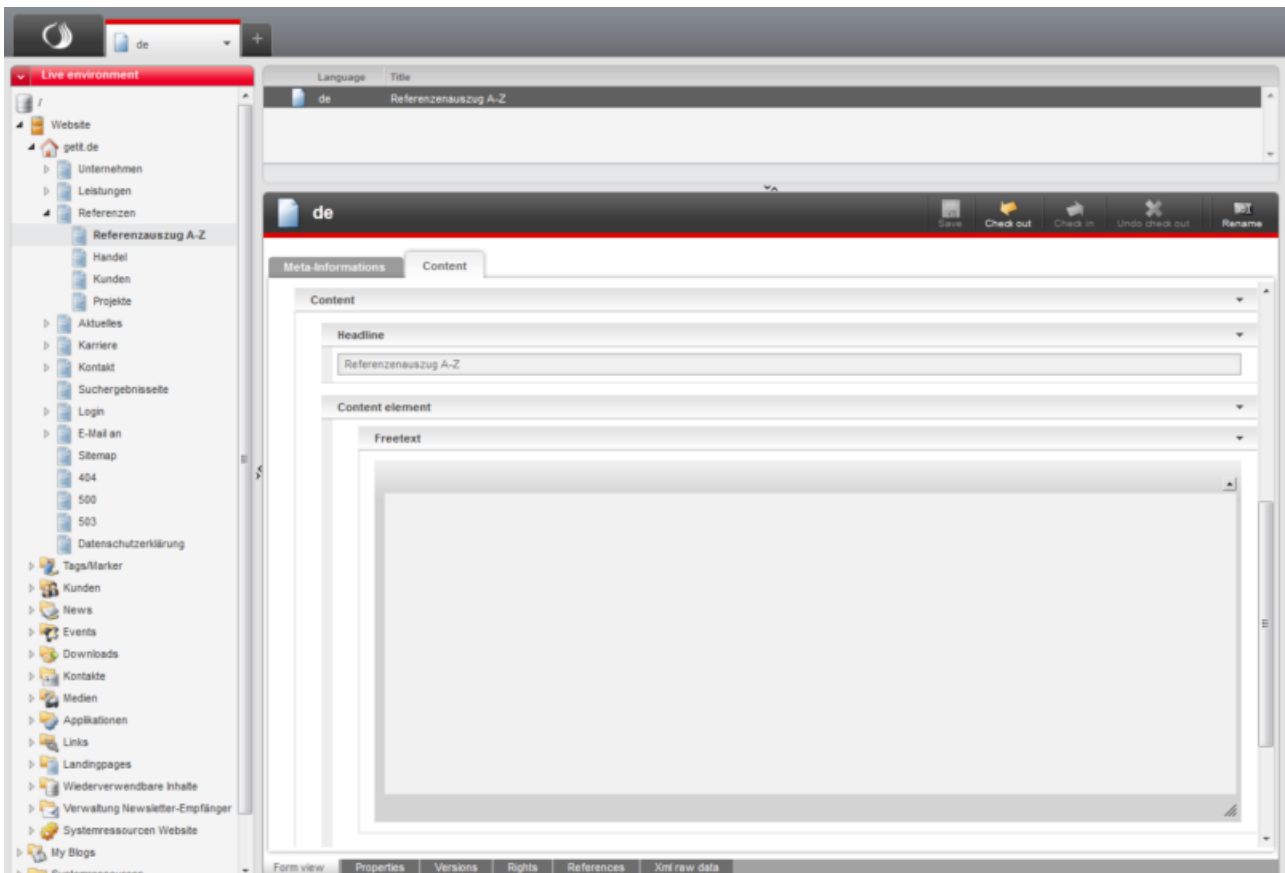 de
+
Live environment
/
Website
getit.de
Unternehmen
Leistungen
Referenzen
Referenzauszug A-Z
Handel
Kunden
Projekte
Aktuelles
Karriere
Kontakt
Suchergebnisseite
Login
E-Mail an
Sitemap
404
500
503
Datenschutzerklärung
Tags/Marker
Kunden
News
Events
Downloads
Kontakte
Medien
Applikationen
Links
Landingpages
Wiederverwendbare Inhalte
Verwaltung Newsletter-Empfänger
Systemressourcen Website
My Blogs
Language Title
de Referenzenauszug A-Z
de
Save Check out Check in Undo check out Rename
Meta-Informations Content
Content
Headline
Referenzenauszug A-Z
Content element
Freetext
Form view Properties Versions Rights References Xml raw data